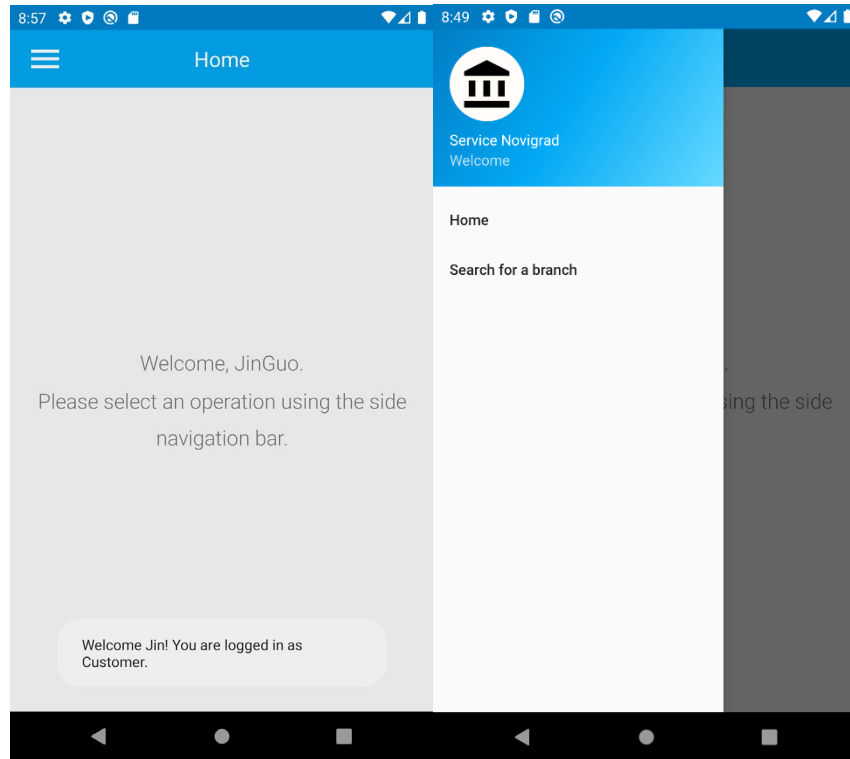 8:57
Home
Welcome, JinGuo.
Please select an operation using the side
navigation bar.
Welcome Jin! You are logged in as
Customer.
8:49
Service Novigrad
Welcome
Home
Search for a branch
.
sing the side